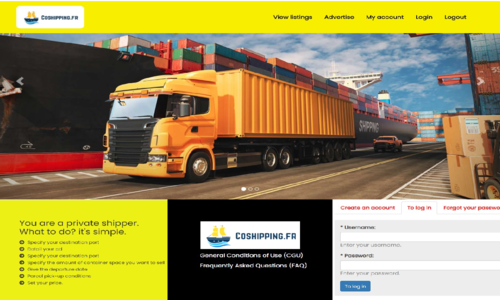 COSHIPPING.FR
View listings Advertise My account Login Logout
SHIPPING
You are a private shipper.
What to do? it's simple.
Specify your destination port
Specify your destination port
Specify the amount of container space you want to sell
Give the departure date
Parcel pick-up conditions
Set your price.
COSHIPPING.FR
General Conditions of Use (CGU)
Frequently Asked Questions (FAQ)
Create an account To log in Forgot your passwo
* Username:
Enter your username.
* Password:
Enter your password.
To log in